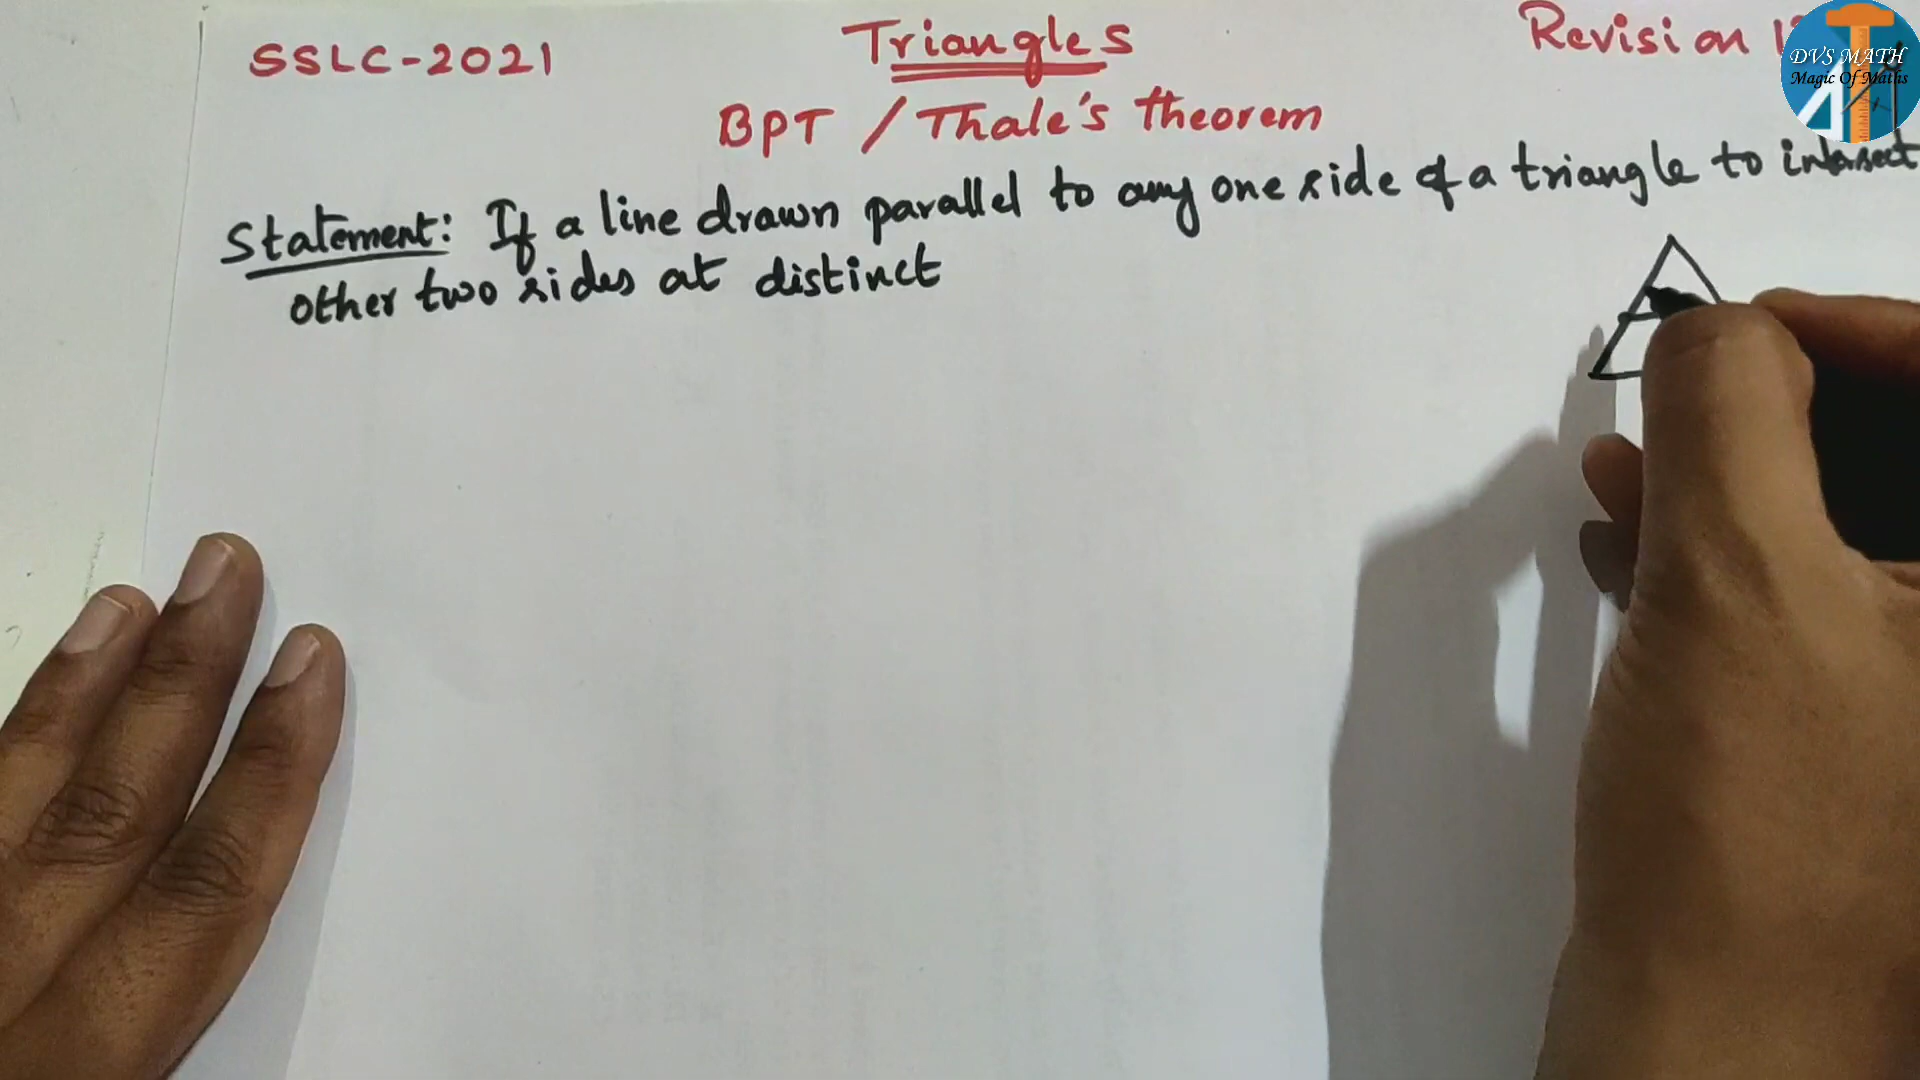 SSLC-2021 Triangles Revision
DVS MATH
Magic Of Maths
BPT / Thale's theorem
Statement: If a line drawn parallel to any one side of a triangle to intersect
other two sides at distinct